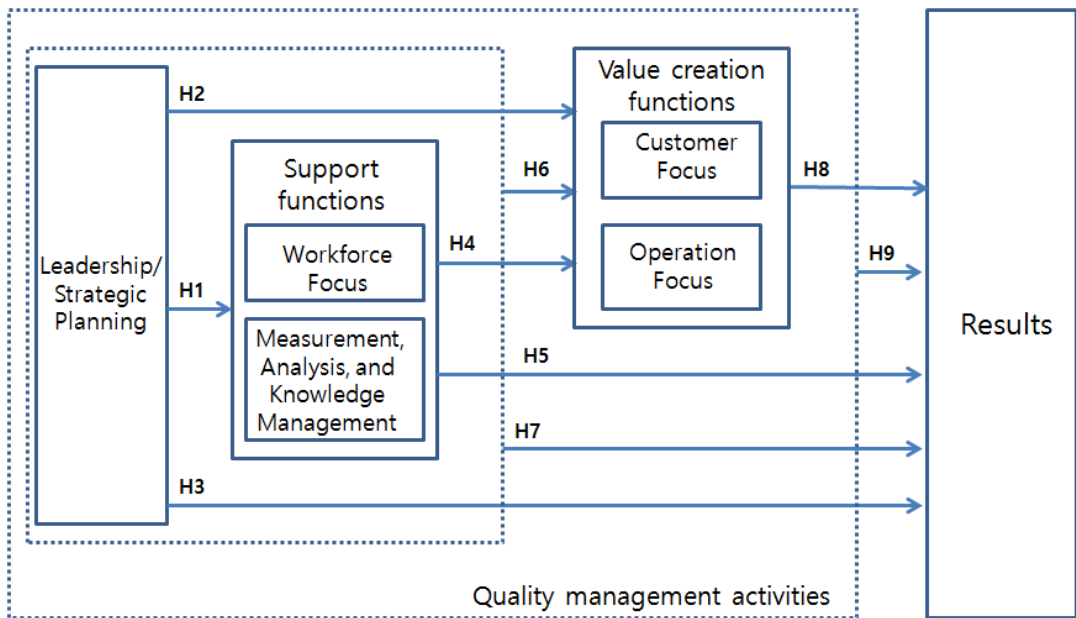 H2
Value creation
functions
Customer
Focus
Support
functions
H6
H8
Workforce
Focus
H4
Operation
Focus
H9
Leadership/
Strategic
Planning
H1
Results
Measurement,
Analysis, and
Knowledge
Management
H5
H7
H3
Quality management activities